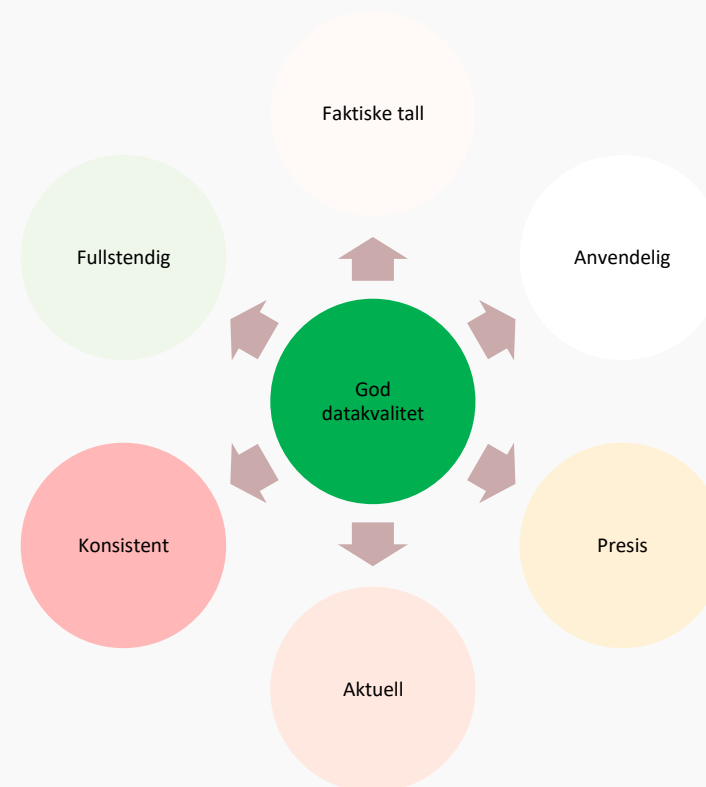 Faktiske tall
Fullstendig
Anvendelig
God
datakvalitet
Konsistent
Presis
Aktuell